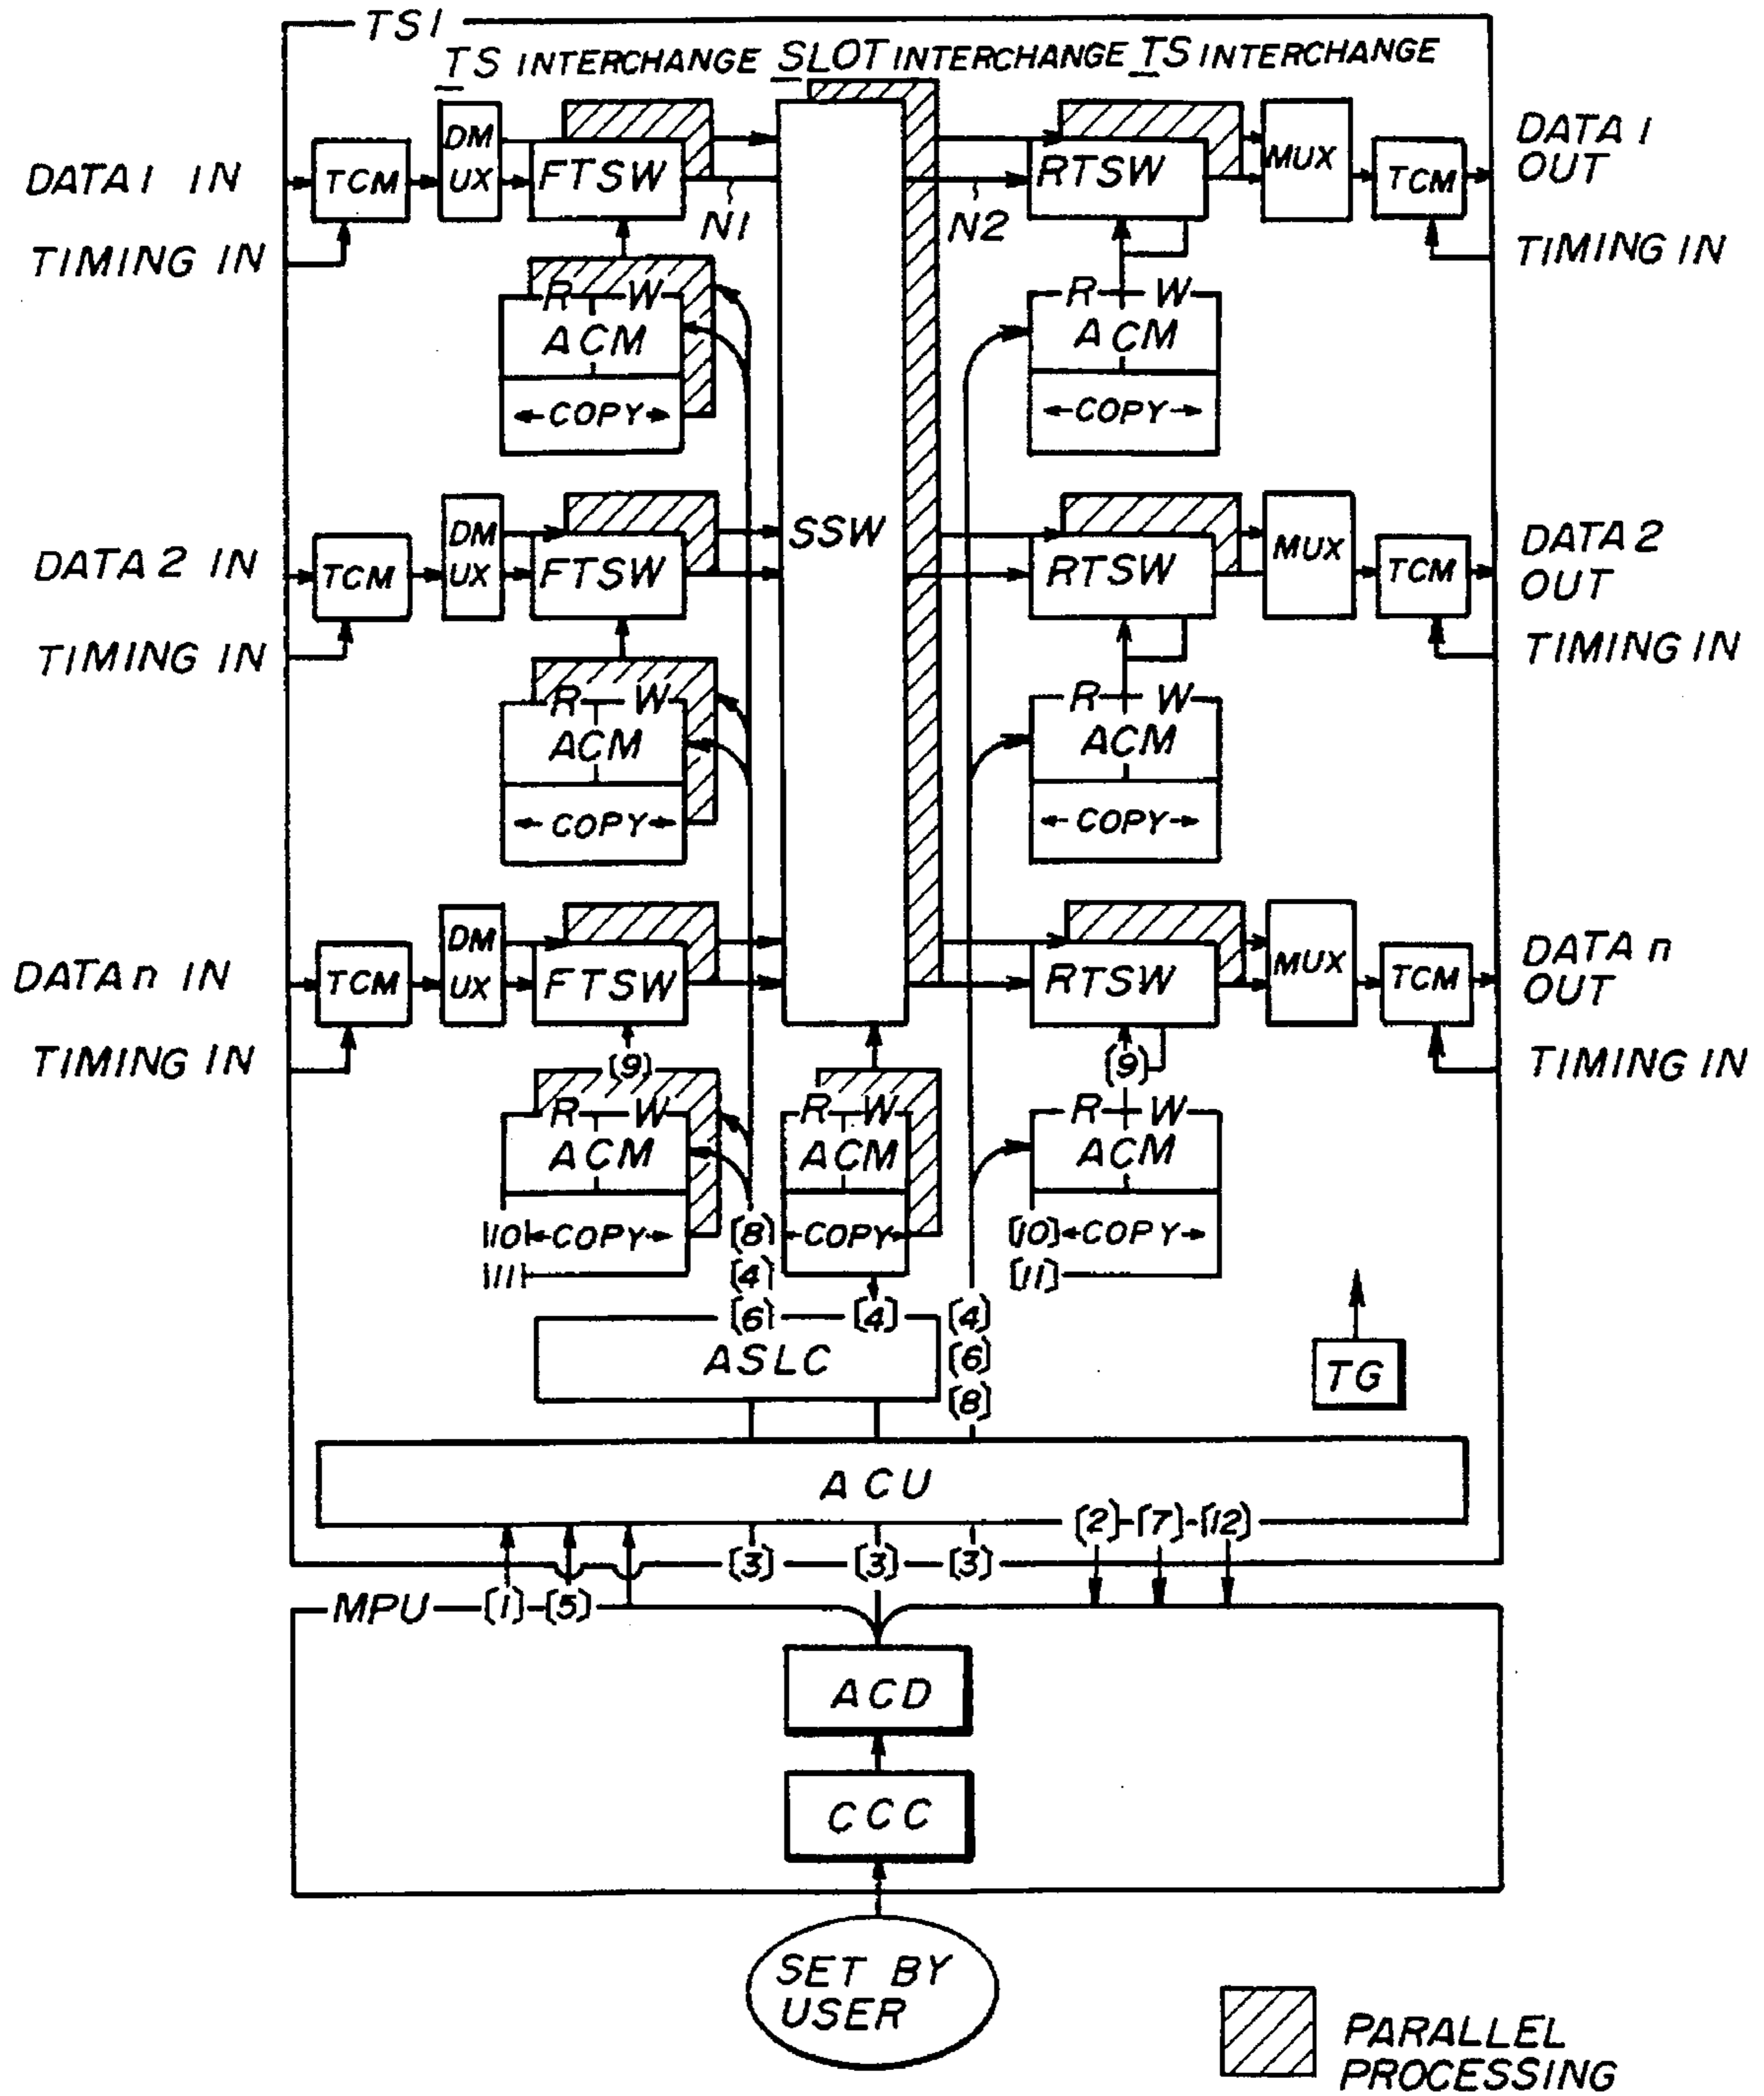 TSI
TS INTERCHANGE SLOT INTERCHANGE TS INTERCHANGE
DATA 1 IN
TCM
DM
UX
FTSW
N1
N2
RTSW
MUX
TCM
DATA 1
OUT
TIMING IN
TIMING IN
R W
ACM
COPY
R W
ACM
COPY
SSW
DATA 2 IN
TCM
DM
UX
FTSW
RTSW
MUX
TCM
DATA 2
OUT
TIMING IN
TIMING IN
R W
ACM
COPY
R W
ACM
COPY
DATA n IN
TCM
DM
UX
FTSW
RTSW
MUX
TCM
DATA n
OUT
TIMING IN
TIMING IN
[9]
[9]
R W
ACM
[10] COPY
[11]
R W
ACM
COPY
R W
ACM
[10] COPY
[11]
[8]
[4]
[6]
[4]
[4]
[6]
[8]
ASLC
TG
ACU
[2] [7] [12]
[3] [3] [3]
MPU [1] [5]
ACD
CCC
SET BY
USER
PARALLEL
PROCESSING